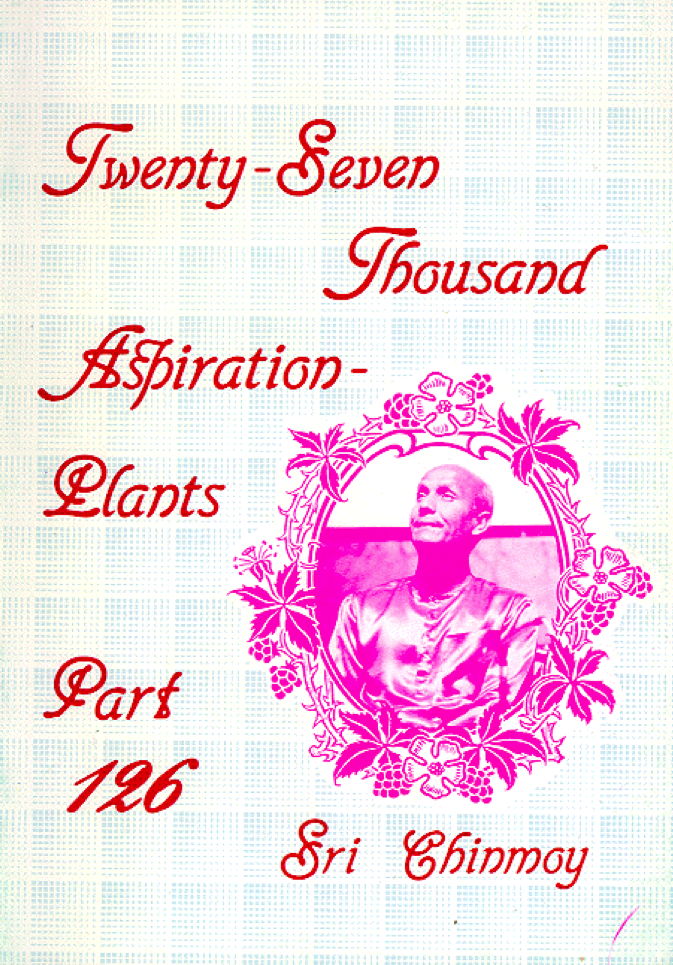 Twenty-Seven
Thousand
Aspiration-
Plants
Part
126
Sri Chinmoy